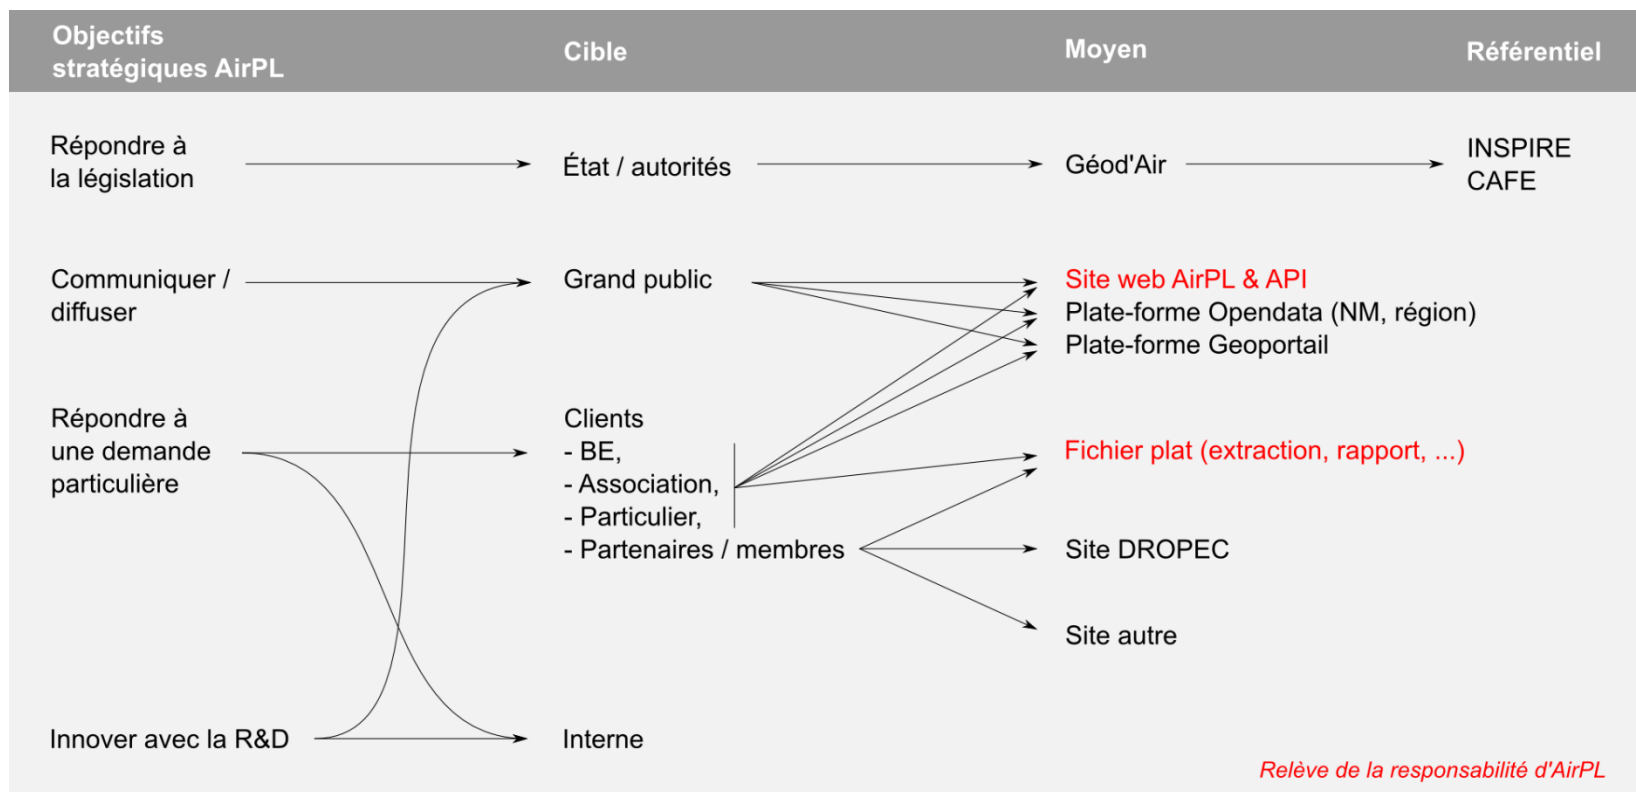 Objectifs
stratégiques AirPL
Cible
Moyen
Référentiel
Répondre à
la législation
État / autorités
Géod'Air
INSPIRE
CAFE
Communiquer /
diffuser
Grand public
Site web AirPL & API
Plate-forme Opendata (NM, région)
Plate-forme Geoportail
Répondre à
une demande
particulière
Clients
- BE,
- Association,
- Particulier,
- Partenaires / membres
Fichier plat (extraction, rapport, ...)
Site DROPEC
Site autre
Innover avec la R&D
Interne
Relève de la responsabilité d'AirPL